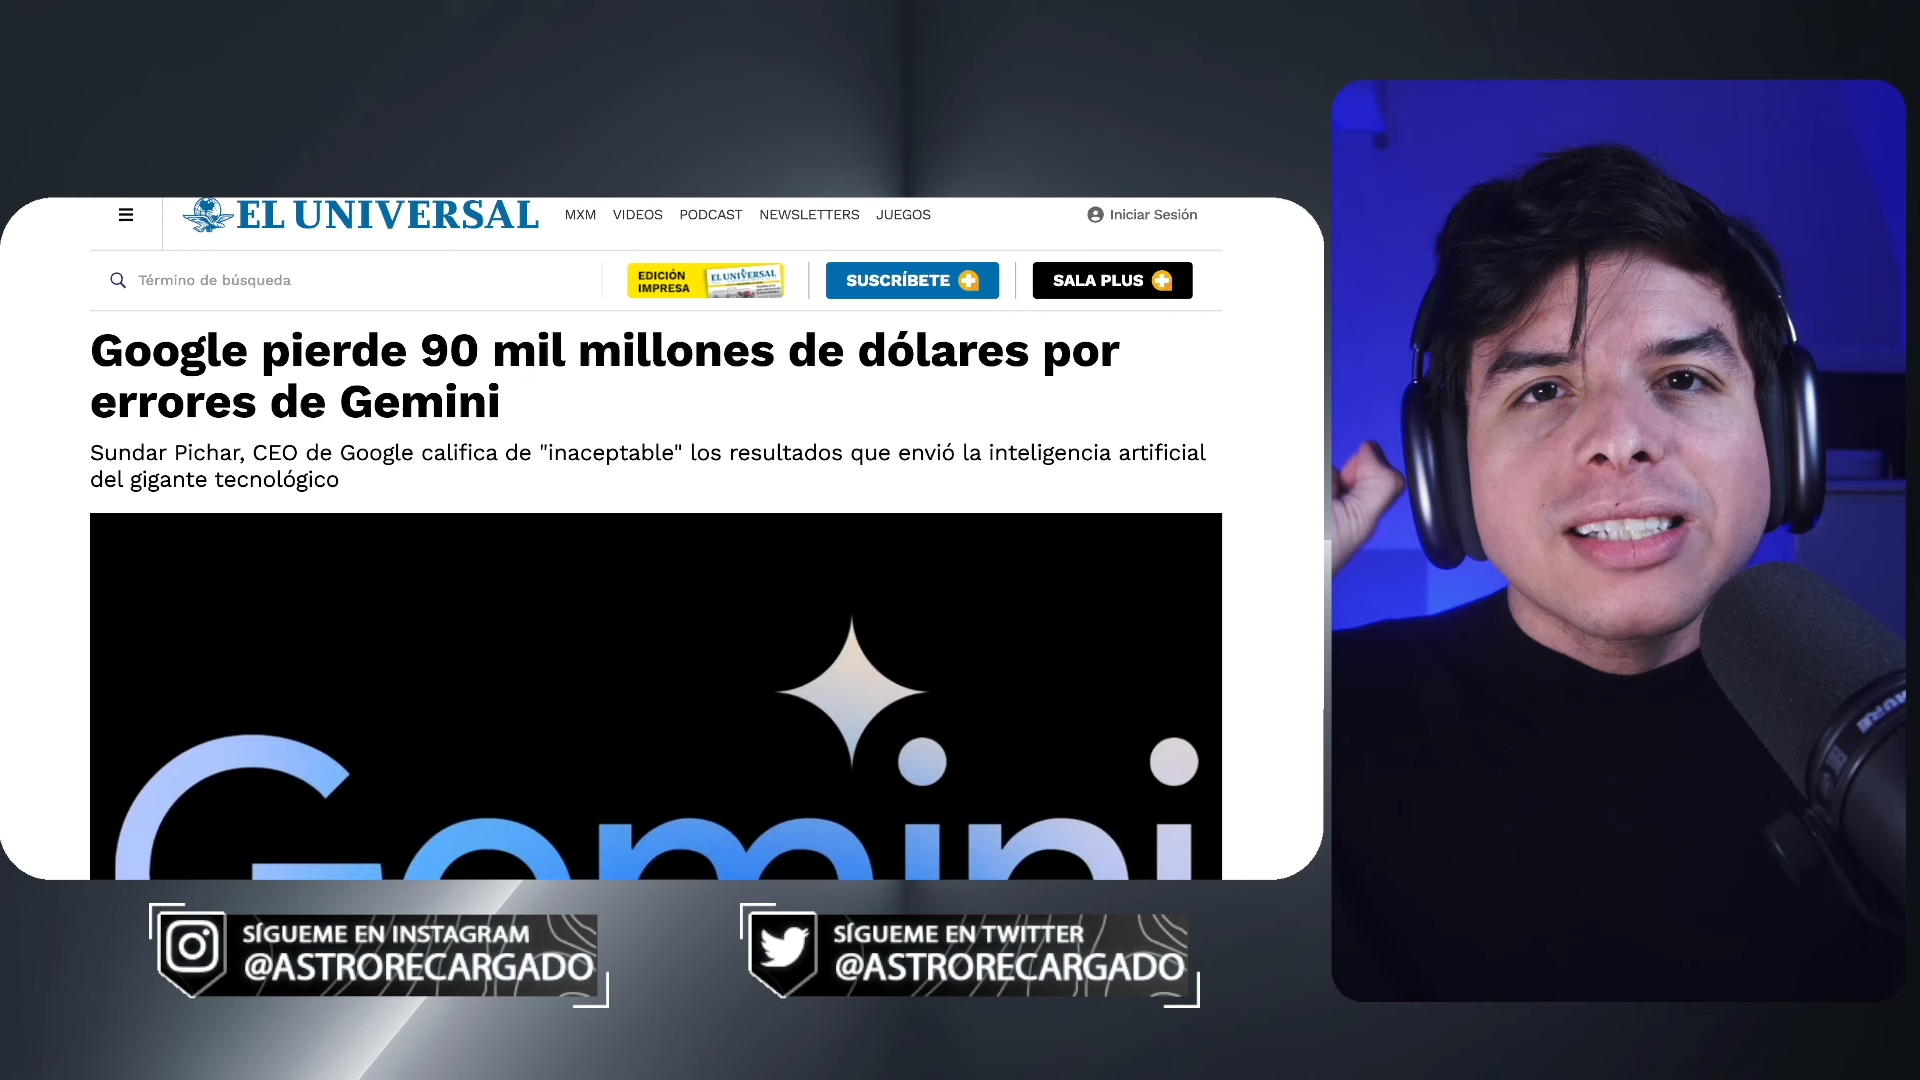 EL UNIVERSAL MXM VIDEOS PODCAST NEWSLETTERS JUEGOS Iniciar Sesión
Término de búsqueda EDICIÓN IMPRESA EL UNIVERSAL SUSCRÍBETE SALA PLUS
Google pierde 90 mil millones de dólares por
errores de Gemini
Sundar Pichar, CEO de Google califica de "inaceptable" los resultados que envió la inteligencia artificial
del gigante tecnológico
Gemini
SÍGUEME EN INSTAGRAM
@ASTRORECARGADO
SÍGUEME EN TWITTER
@ASTRORECARGADO